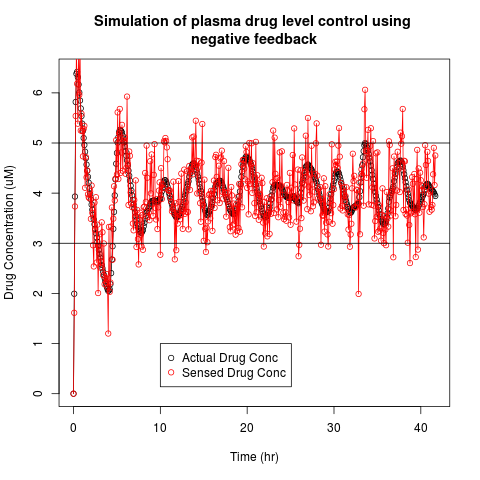 Simulation of plasma drug level control using
negative feedback
Drug Concentration (uM)
6
5
4
3
2
1
0
Actual Drug Conc
Sensed Drug Conc
0 10 20 30 40
Time (hr)